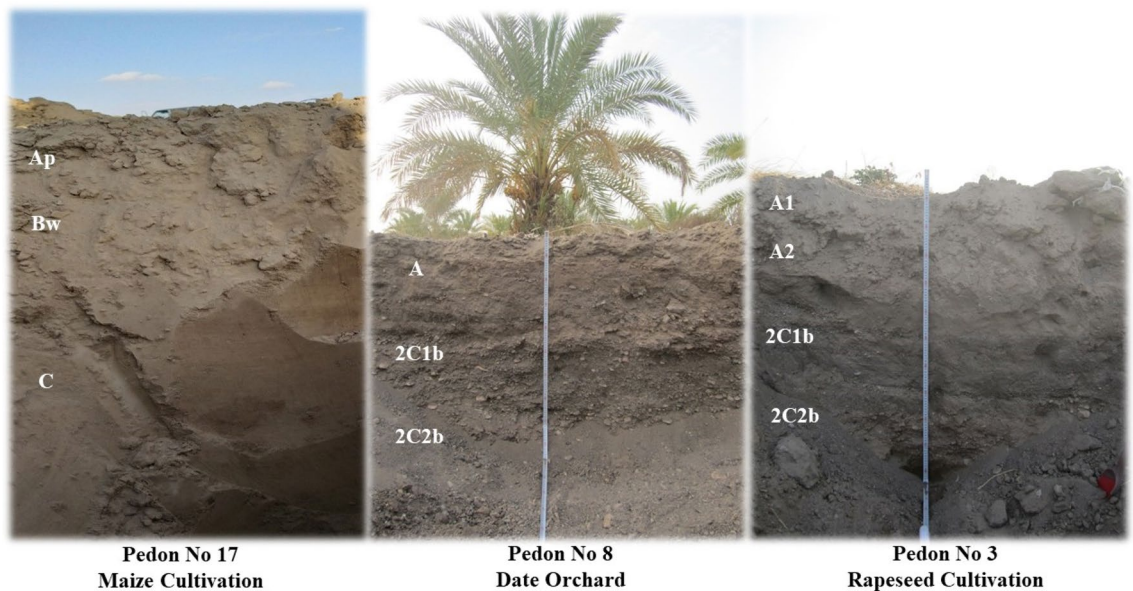 Ap
Bw
C
Pedon No 17
Maize Cultivation
A
2C1b
2C2b
Pedon No 8
Date Orchard
A1
A2
2C1b
2C2b
Pedon No 3
Rapeseed Cultivation